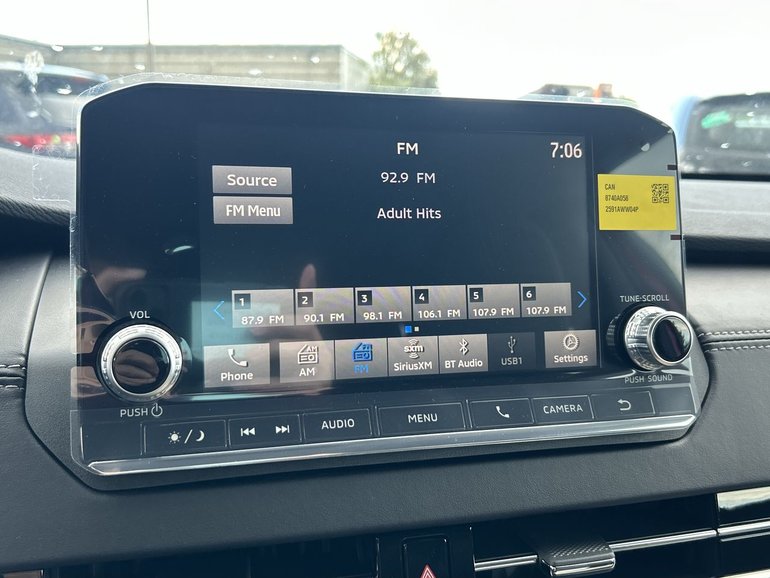 FM
7:06
Source
92.9 FM
FM Menu
Adult Hits
CAN
8740A058
2591AWW04P
1 2 3 4 5 6
87.9 FM 90.1 FM 98.1 FM 106.1 FM 107.9 FM 107.9 FM
VOL
TUNE·SCROLL
AM
sxm
Phone AM FM SiriusXM BT Audio USB1 Settings
PUSH
PUSH SOUND
AUDIO MENU CAMERA